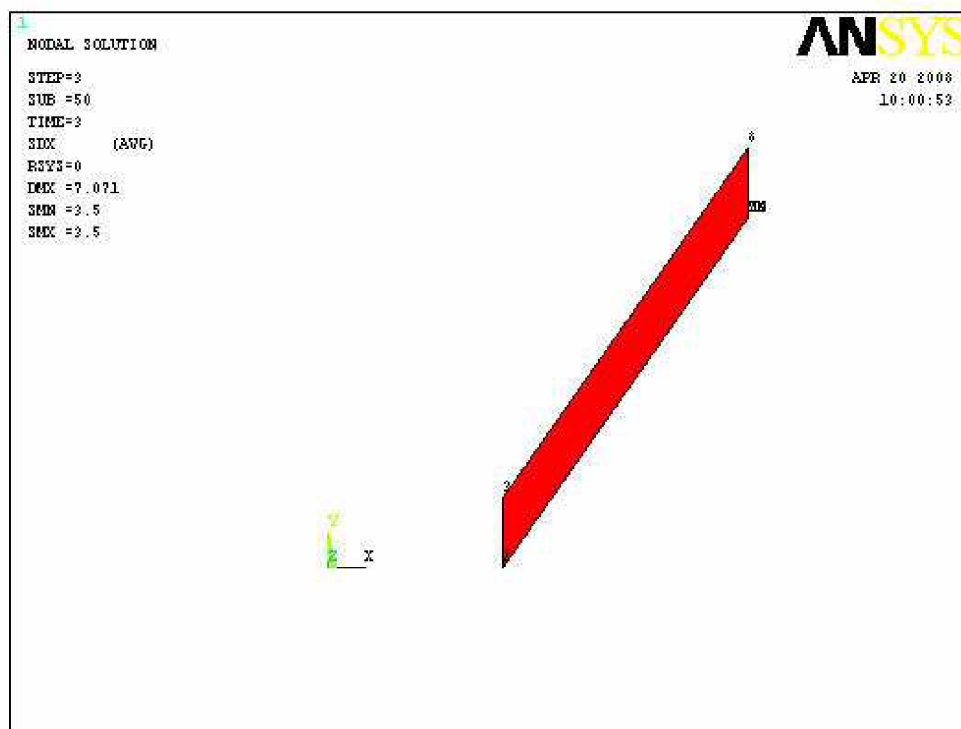 1
NODAL SOLUTION
STEP=3
SUB =50
TIME=3
SDX (AVG)
RSYS=0
DMX =7.071
SMN =3.5
SMX =3.5
ANSYS
APR 20 2008
10:00:53
Y
Z X